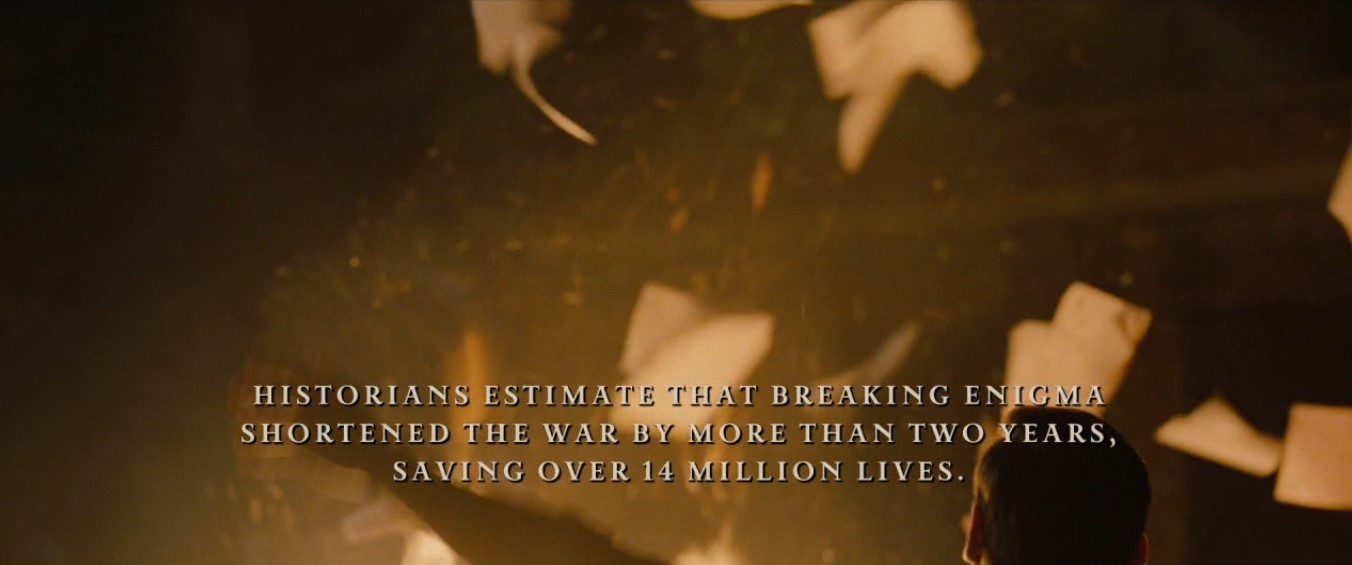 HISTORIANS ESTIMATE THAT BREAKING ENIGMA
SHORTENED THE WAR BY MORE THAN TWO YEARS,
SAVING OVER 14 MILLION LIVES.